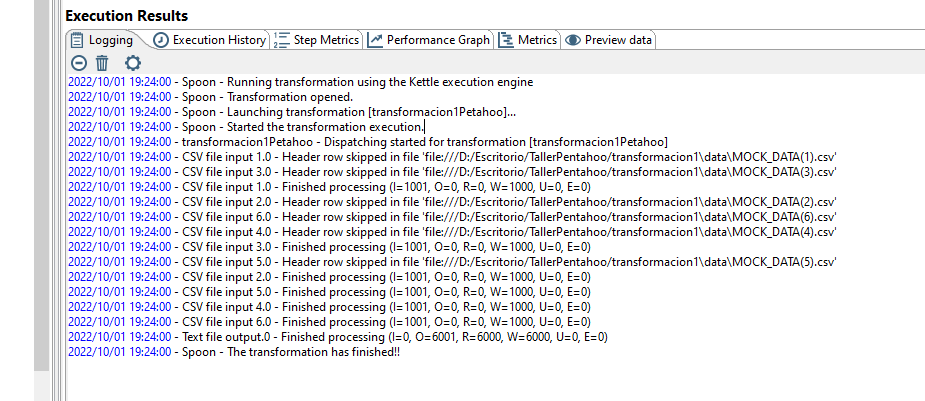 Execution Results
Logging Execution History Step Metrics Performance Graph Metrics Preview data
2022/10/01 19:24:00 - Spoon - Running transformation using the Kettle execution engine
2022/10/01 19:24:00 - Spoon - Transformation opened.
2022/10/01 19:24:00 - Spoon - Launching transformation [transformacion1Petahoo]...
2022/10/01 19:24:00 - Spoon - Started the transformation execution.
2022/10/01 19:24:00 - transformacion1Petahoo - Dispatching started for transformation [transformacion1Petahoo]
2022/10/01 19:24:00 - CSV file input 1.0 - Header row skipped in file 'file:///D:/Escritorio/TallerPentahoo/transformacion1\data\MOCK_DATA(1).csv'
2022/10/01 19:24:00 - CSV file input 3.0 - Header row skipped in file 'file:///D:/Escritorio/TallerPentahoo/transformacion1\data\MOCK_DATA(3).csv'
2022/10/01 19:24:00 - CSV file input 1.0 - Finished processing (I=1001, O=0, R=0, W=1000, U=0, E=0)
2022/10/01 19:24:00 - CSV file input 2.0 - Header row skipped in file 'file:///D:/Escritorio/TallerPentahoo/transformacion1\data\MOCK_DATA(2).csv'
2022/10/01 19:24:00 - CSV file input 6.0 - Header row skipped in file 'file:///D:/Escritorio/TallerPentahoo/transformacion1\data\MOCK_DATA(6).csv'
2022/10/01 19:24:00 - CSV file input 4.0 - Header row skipped in file 'file:///D:/Escritorio/TallerPentahoo/transformacion1\data\MOCK_DATA(4).csv'
2022/10/01 19:24:00 - CSV file input 3.0 - Finished processing (I=1001, O=0, R=0, W=1000, U=0, E=0)
2022/10/01 19:24:00 - CSV file input 5.0 - Header row skipped in file 'file:///D:/Escritorio/TallerPentahoo/transformacion1\data\MOCK_DATA(5).csv'
2022/10/01 19:24:00 - CSV file input 2.0 - Finished processing (I=1001, O=0, R=0, W=1000, U=0, E=0)
2022/10/01 19:24:00 - CSV file input 5.0 - Finished processing (I=1001, O=0, R=0, W=1000, U=0, E=0)
2022/10/01 19:24:00 - CSV file input 4.0 - Finished processing (I=1001, O=0, R=0, W=1000, U=0, E=0)
2022/10/01 19:24:00 - CSV file input 6.0 - Finished processing (I=1001, O=0, R=0, W=1000, U=0, E=0)
2022/10/01 19:24:00 - Text file output.0 - Finished processing (I=0, O=6001, R=6000, W=6000, U=0, E=0)
2022/10/01 19:24:00 - Spoon - The transformation has finished!!